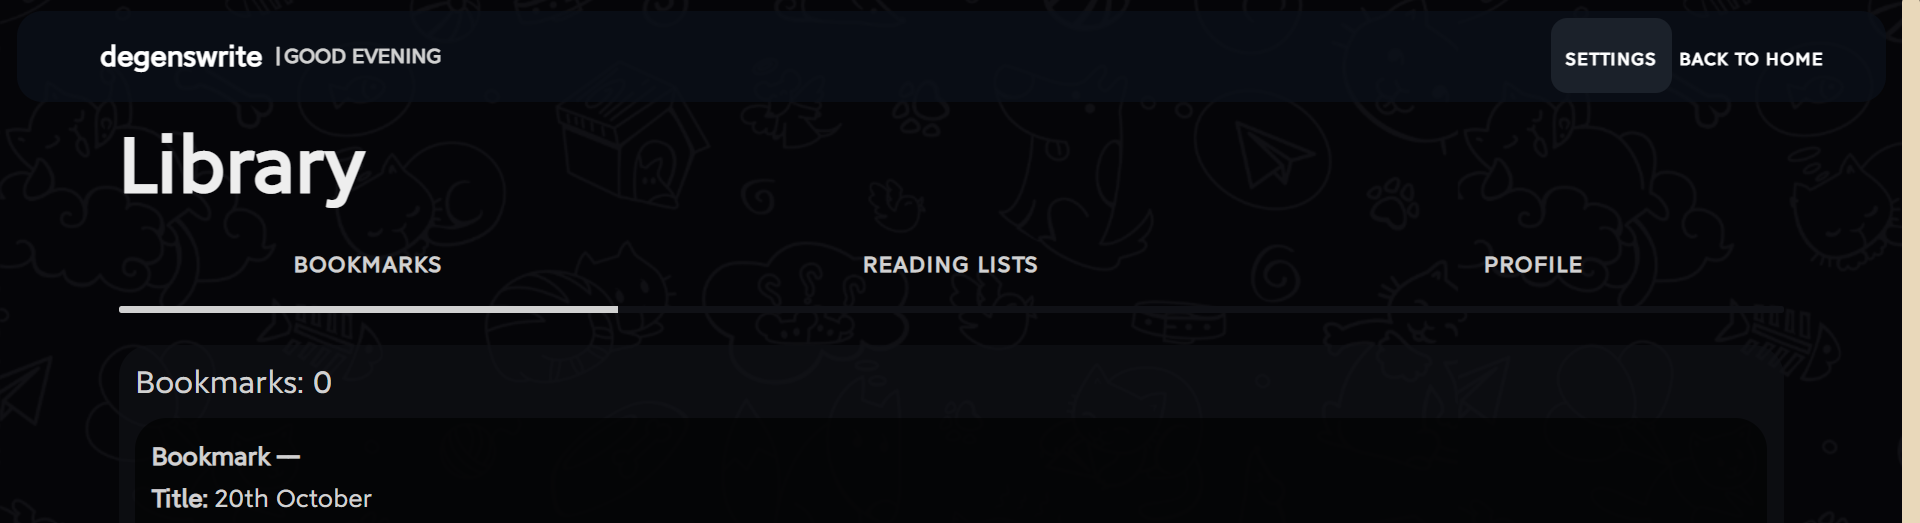 degenswrite | GOOD EVENING
SETTINGS BACK TO HOME
Library
BOOKMARKS READING LISTS PROFILE
Bookmarks: 0
Bookmark —
Title: 20th October